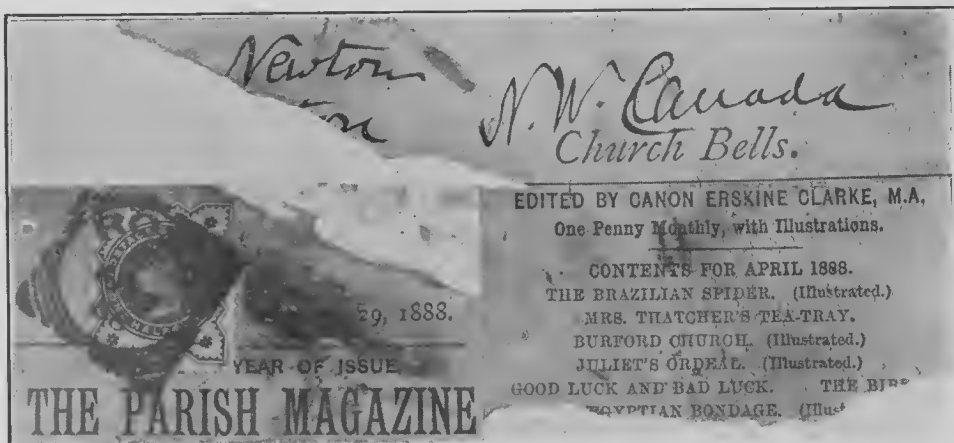 Newton
N. W. Canada
Church Bells.
29, 1888.
YEAR OF ISSUE
THE PARISH MAGAZINE
EDITED BY CANON ERSKINE CLARKE, M.A,
One Penny Monthly, with Illustrations.
CONTENTS FOR APRIL 1888.
THE BRAZILIAN SPIDER. (Illustrated.)
MRS. THATCHER'S TEA-TRAY.
BURFORD CHURCH. (Illustrated.)
JULIET'S ORDEAL. (Illustrated.)
GOOD LUCK AND BAD LUCK. THE
EGYPTIAN BONDAGE.